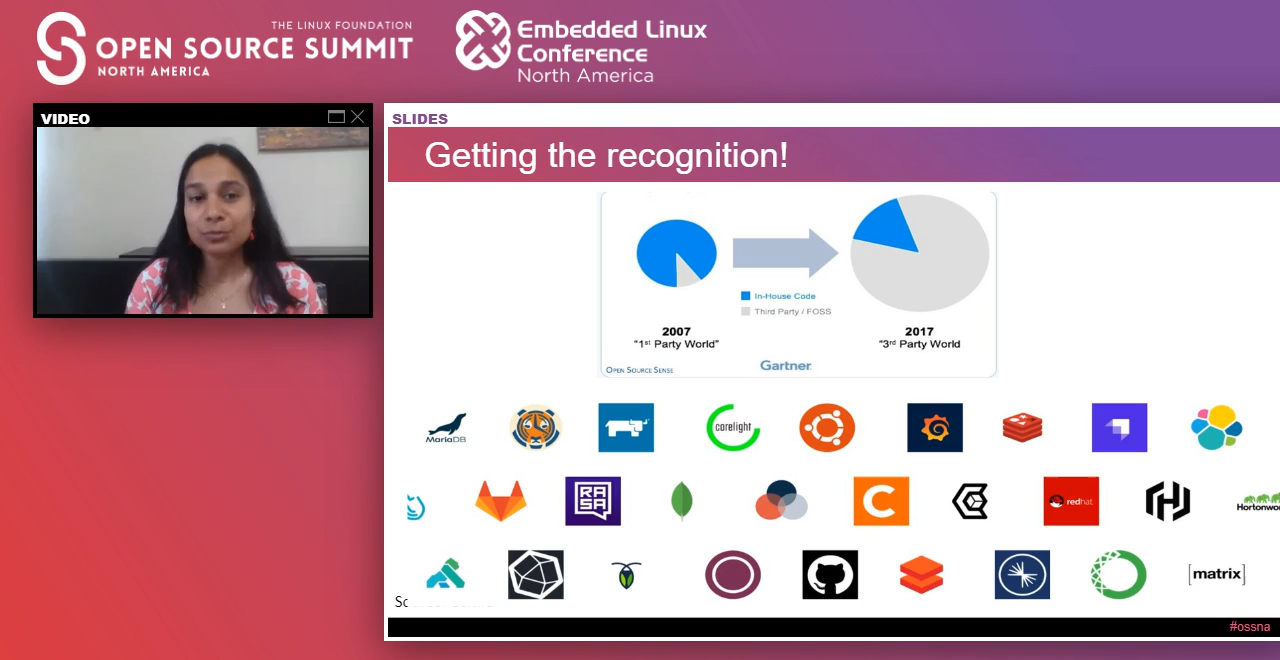 THE LINUX FOUNDATION
OPEN SOURCE SUMMIT
NORTH AMERICA
Embedded Linux
Conference
North America
VIDEO
SLIDES
Getting the recognition!
In-House Code
Third Party / FOSS
2007
"1st Party World"
2017
"3rd Party World
OPEN SOURCE SENSE
Gartner
MariaDB
corelight
RASA
C
redhat
Hortonwo
[matrix]
#ossna